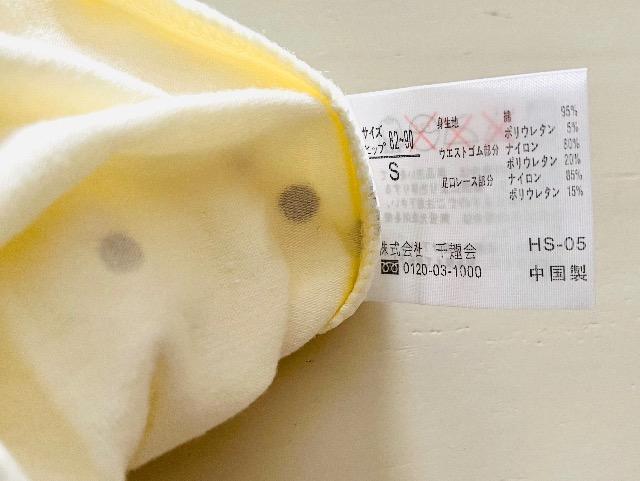 サイズ
ヒップ 82~90
S
身生地 綿 95%
ポリウレタン 5%
ウエストゴム部分 ナイロン 80%
ポリウレタン 20%
足口レース部分 ナイロン 85%
ポリウレタン 15%
株式会社 千趣会 HS-05
0120-03-1000 中国製